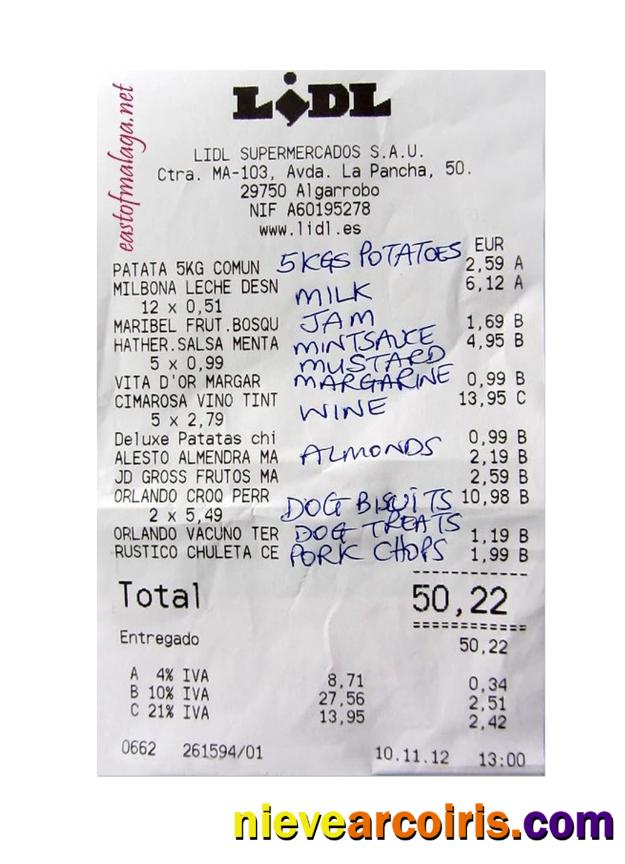 eastofmalaga.net
LIDL
LIDL SUPERMERCADOS S.A.U.
Ctra. MA-103, Avda. La Pancha, 50.
29750 Algarrobo
NIF A60195278
www.lidl.es
EUR
PATATA 5KG COMUN 5KGS POTATOES 2,59 A
MILBONA LECHE DESN MILK 6,12 A
12 x 0,51
MARIBEL FRUT.BOSQU JAM 1,69 B
HATHER.SALSA MENTA MINTSAUCE 4,95 B
5 x 0,99 MUSTARD
VITA D'OR MARGAR MARGARINE 0,99 B
CIMAROSA VINO TINT WINE 13,95 C
5 x 2,79
Deluxe Patatas chi 0,99 B
ALESTO ALMENDRA MA ALMONDS 2,19 B
JD GROSS FRUTOS MA 2,59 B
ORLANDO CROQ PERR DOG BISUITS 10,98 B
2 x 5,49
ORLANDO VACUNO TER DOG TREATS 1,19 B
RUSTICO CHULETA CE PORK CHOPS 1,99 B
Total 50,22
Entregado 50,22
A 4% IVA 8,71 0,34
B 10% IVA 27,56 2,51
C 21% IVA 13,95 2,42
0662 261594/01 10.11.12 13:00
nievearcoiris.com